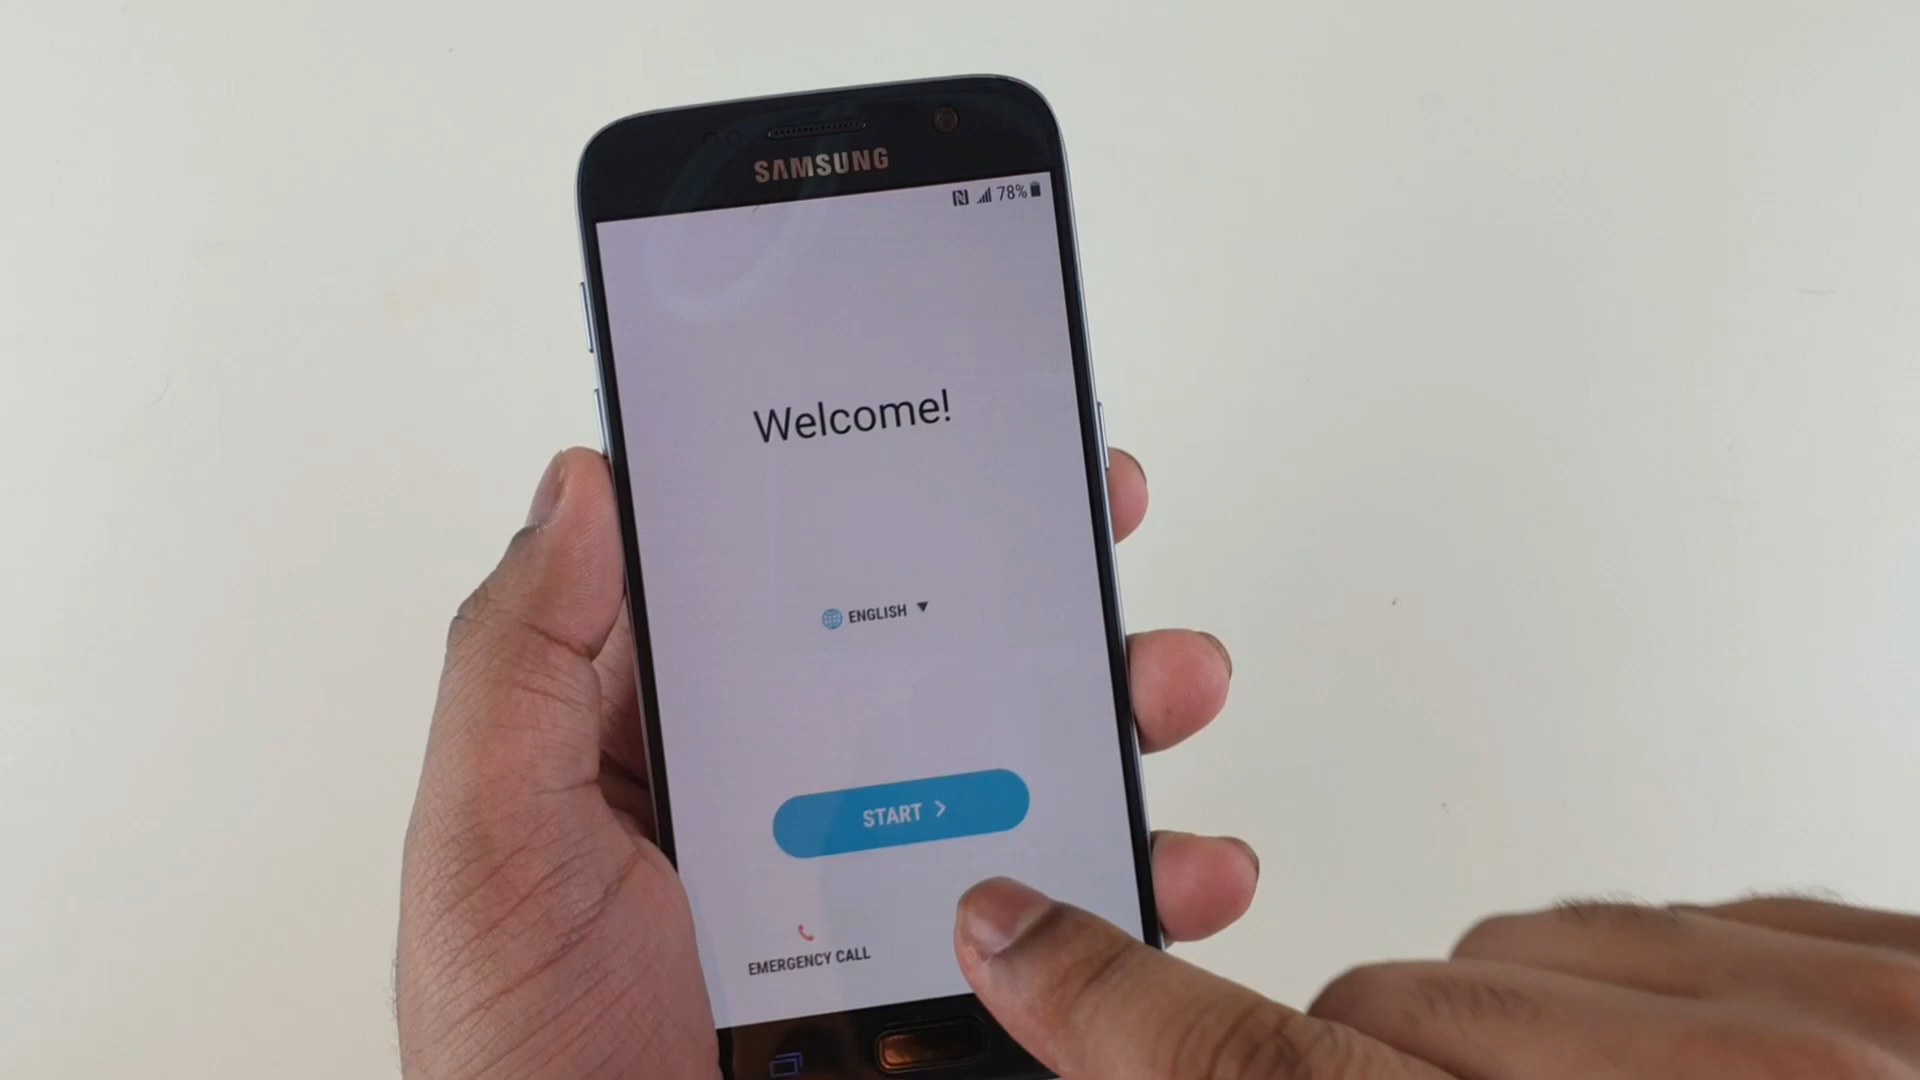 SAMSUNG
78%
Welcome!
ENGLISH
START
EMERGENCY CALL